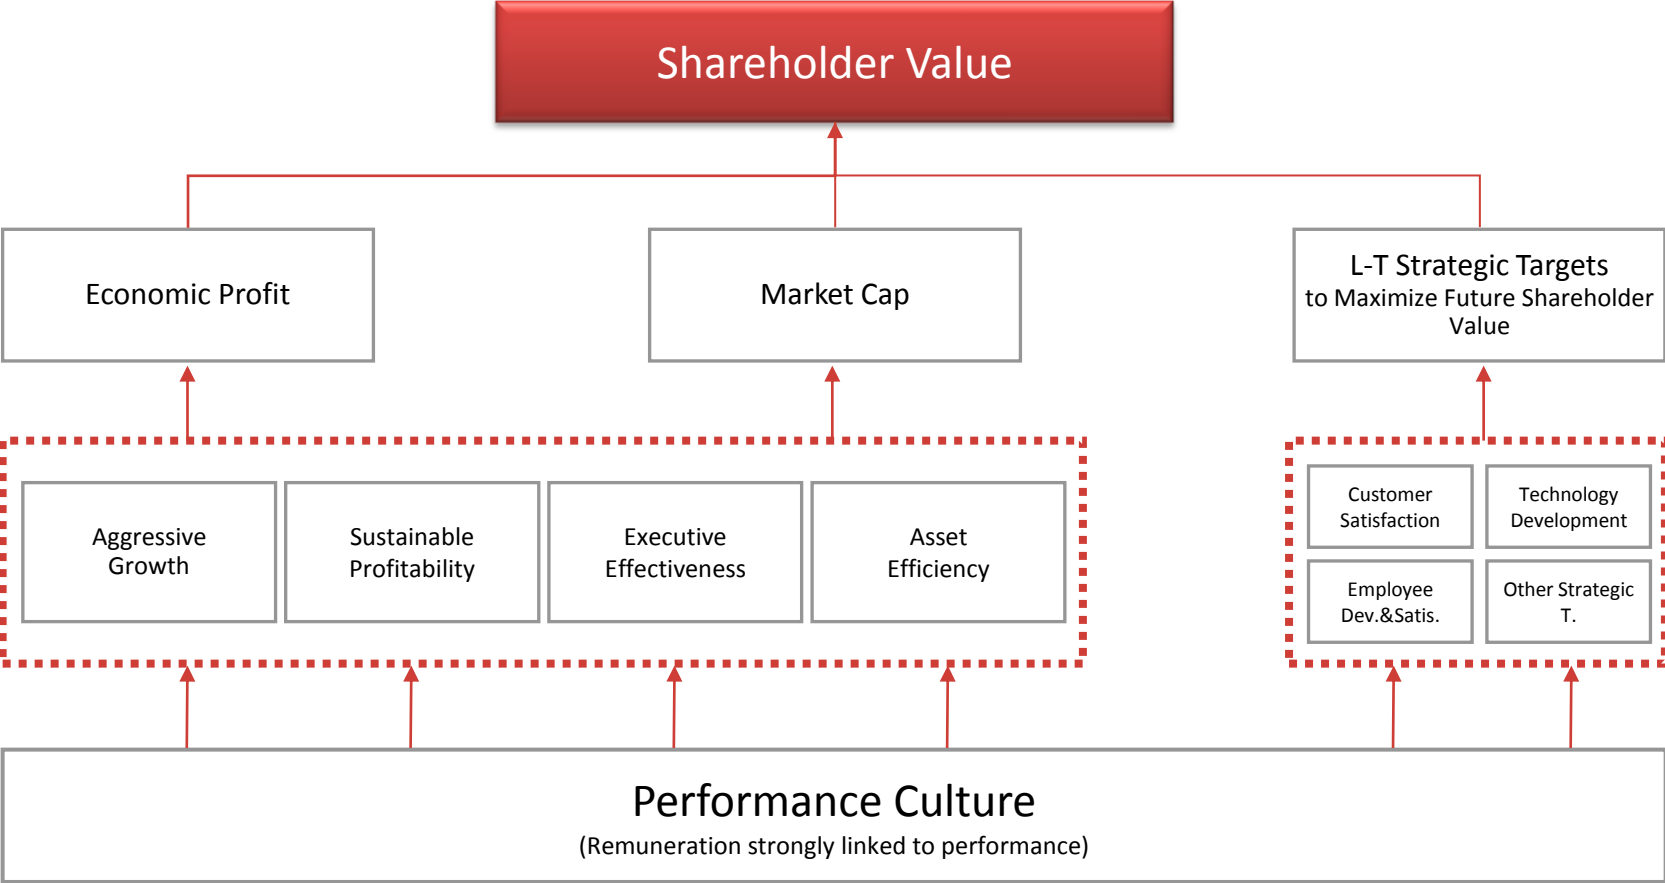 Shareholder Value
Economic Profit
Market Cap
L-T Strategic Targets
to Maximize Future Shareholder
Value
Aggressive
Growth
Sustainable
Profitability
Executive
Effectiveness
Asset
Efficiency
Customer
Satisfaction
Technology
Development
Employee
Dev.&Satis.
Other Strategic
T.
Performance Culture
(Remuneration strongly linked to performance)